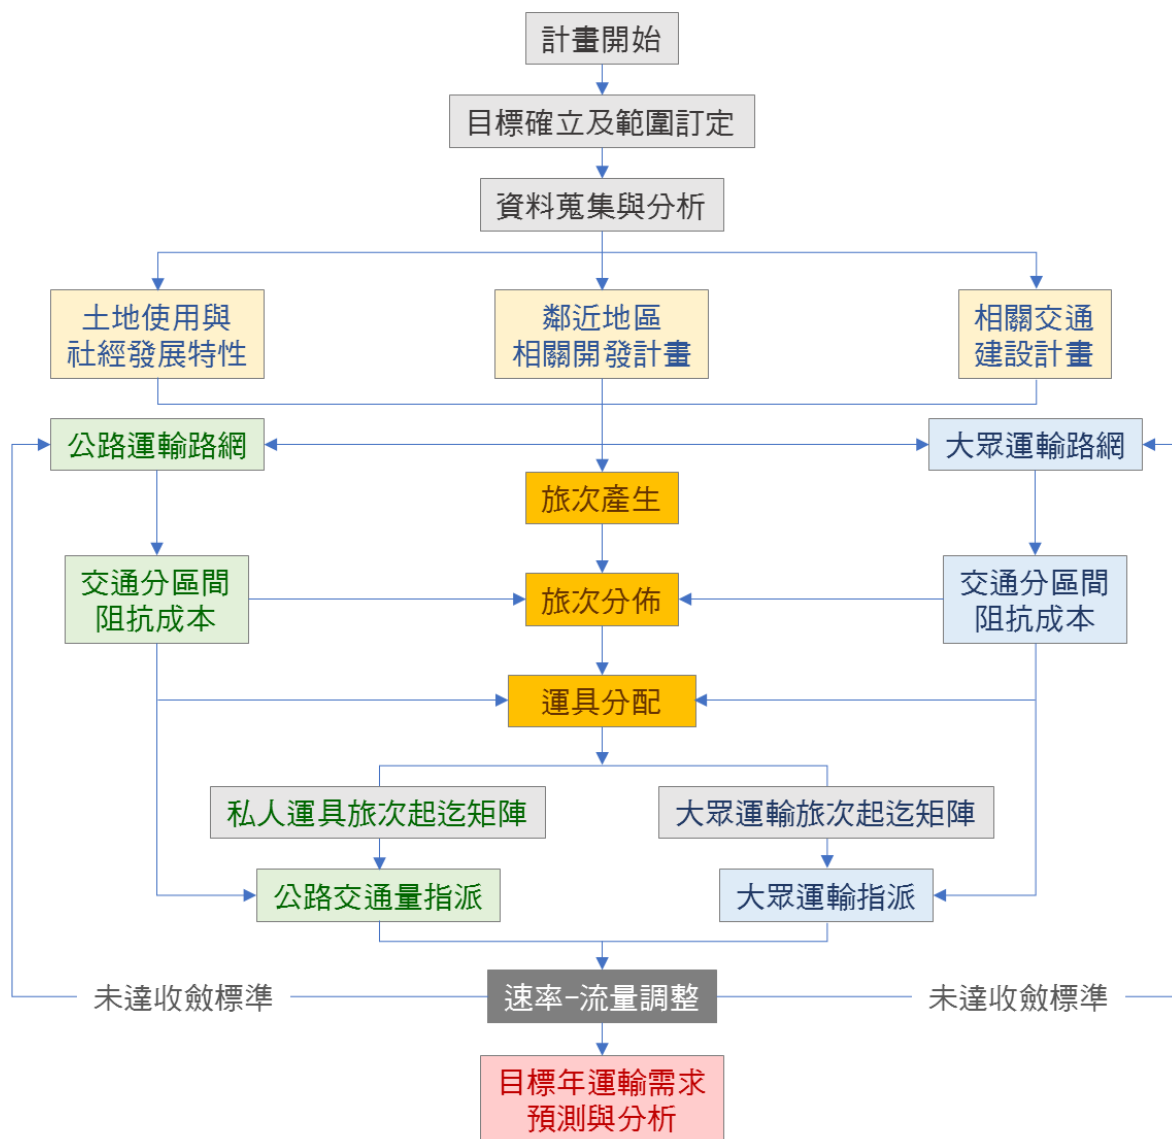 計畫開始
目標確立及範圍訂定
資料蒐集與分析
土地使用與
社經發展特性
鄰近地區
相關開發計畫
相關交通
建設計畫
公路運輸路網
大眾運輸路網
旅次產生
交通分區間
阻抗成本
旅次分佈
交通分區間
阻抗成本
運具分配
私人運具旅次起迄矩陣
大眾運輸旅次起迄矩陣
公路交通量指派
大眾運輸指派
未達收斂標準
速率-流量調整
未達收斂標準
目標年運輸需求
預測與分析